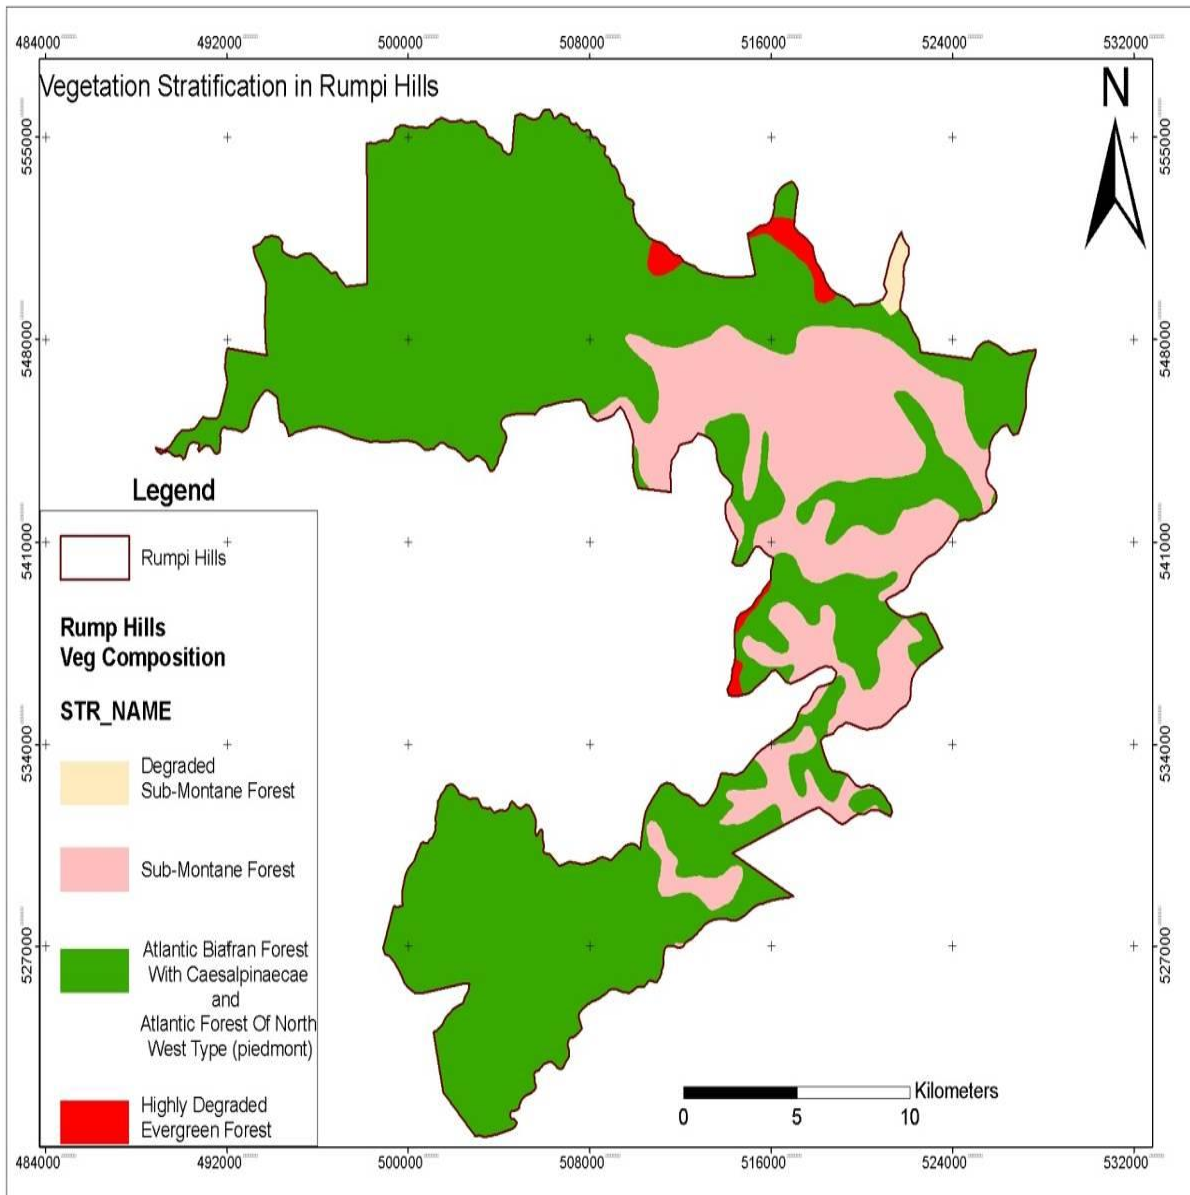 484000 492000 500000 508000 516000 524000 532000
Vegetation Stratification in Rumpi Hills
N
555000 555000
548000 548000
Legend
541000 541000
Rumpi Hills
Rump Hills
Veg Composition
STR_NAME
534000 534000
Degraded
Sub-Montane Forest
Sub-Montane Forest
527000 527000
Atlantic Biafran Forest
With Caesalpinaecae
and
Atlantic Forest Of North
West Type (piedmont)
Highly Degraded
Evergreen Forest
Kilometers
0 5 10
484000 492000 500000 508000 516000 524000 532000